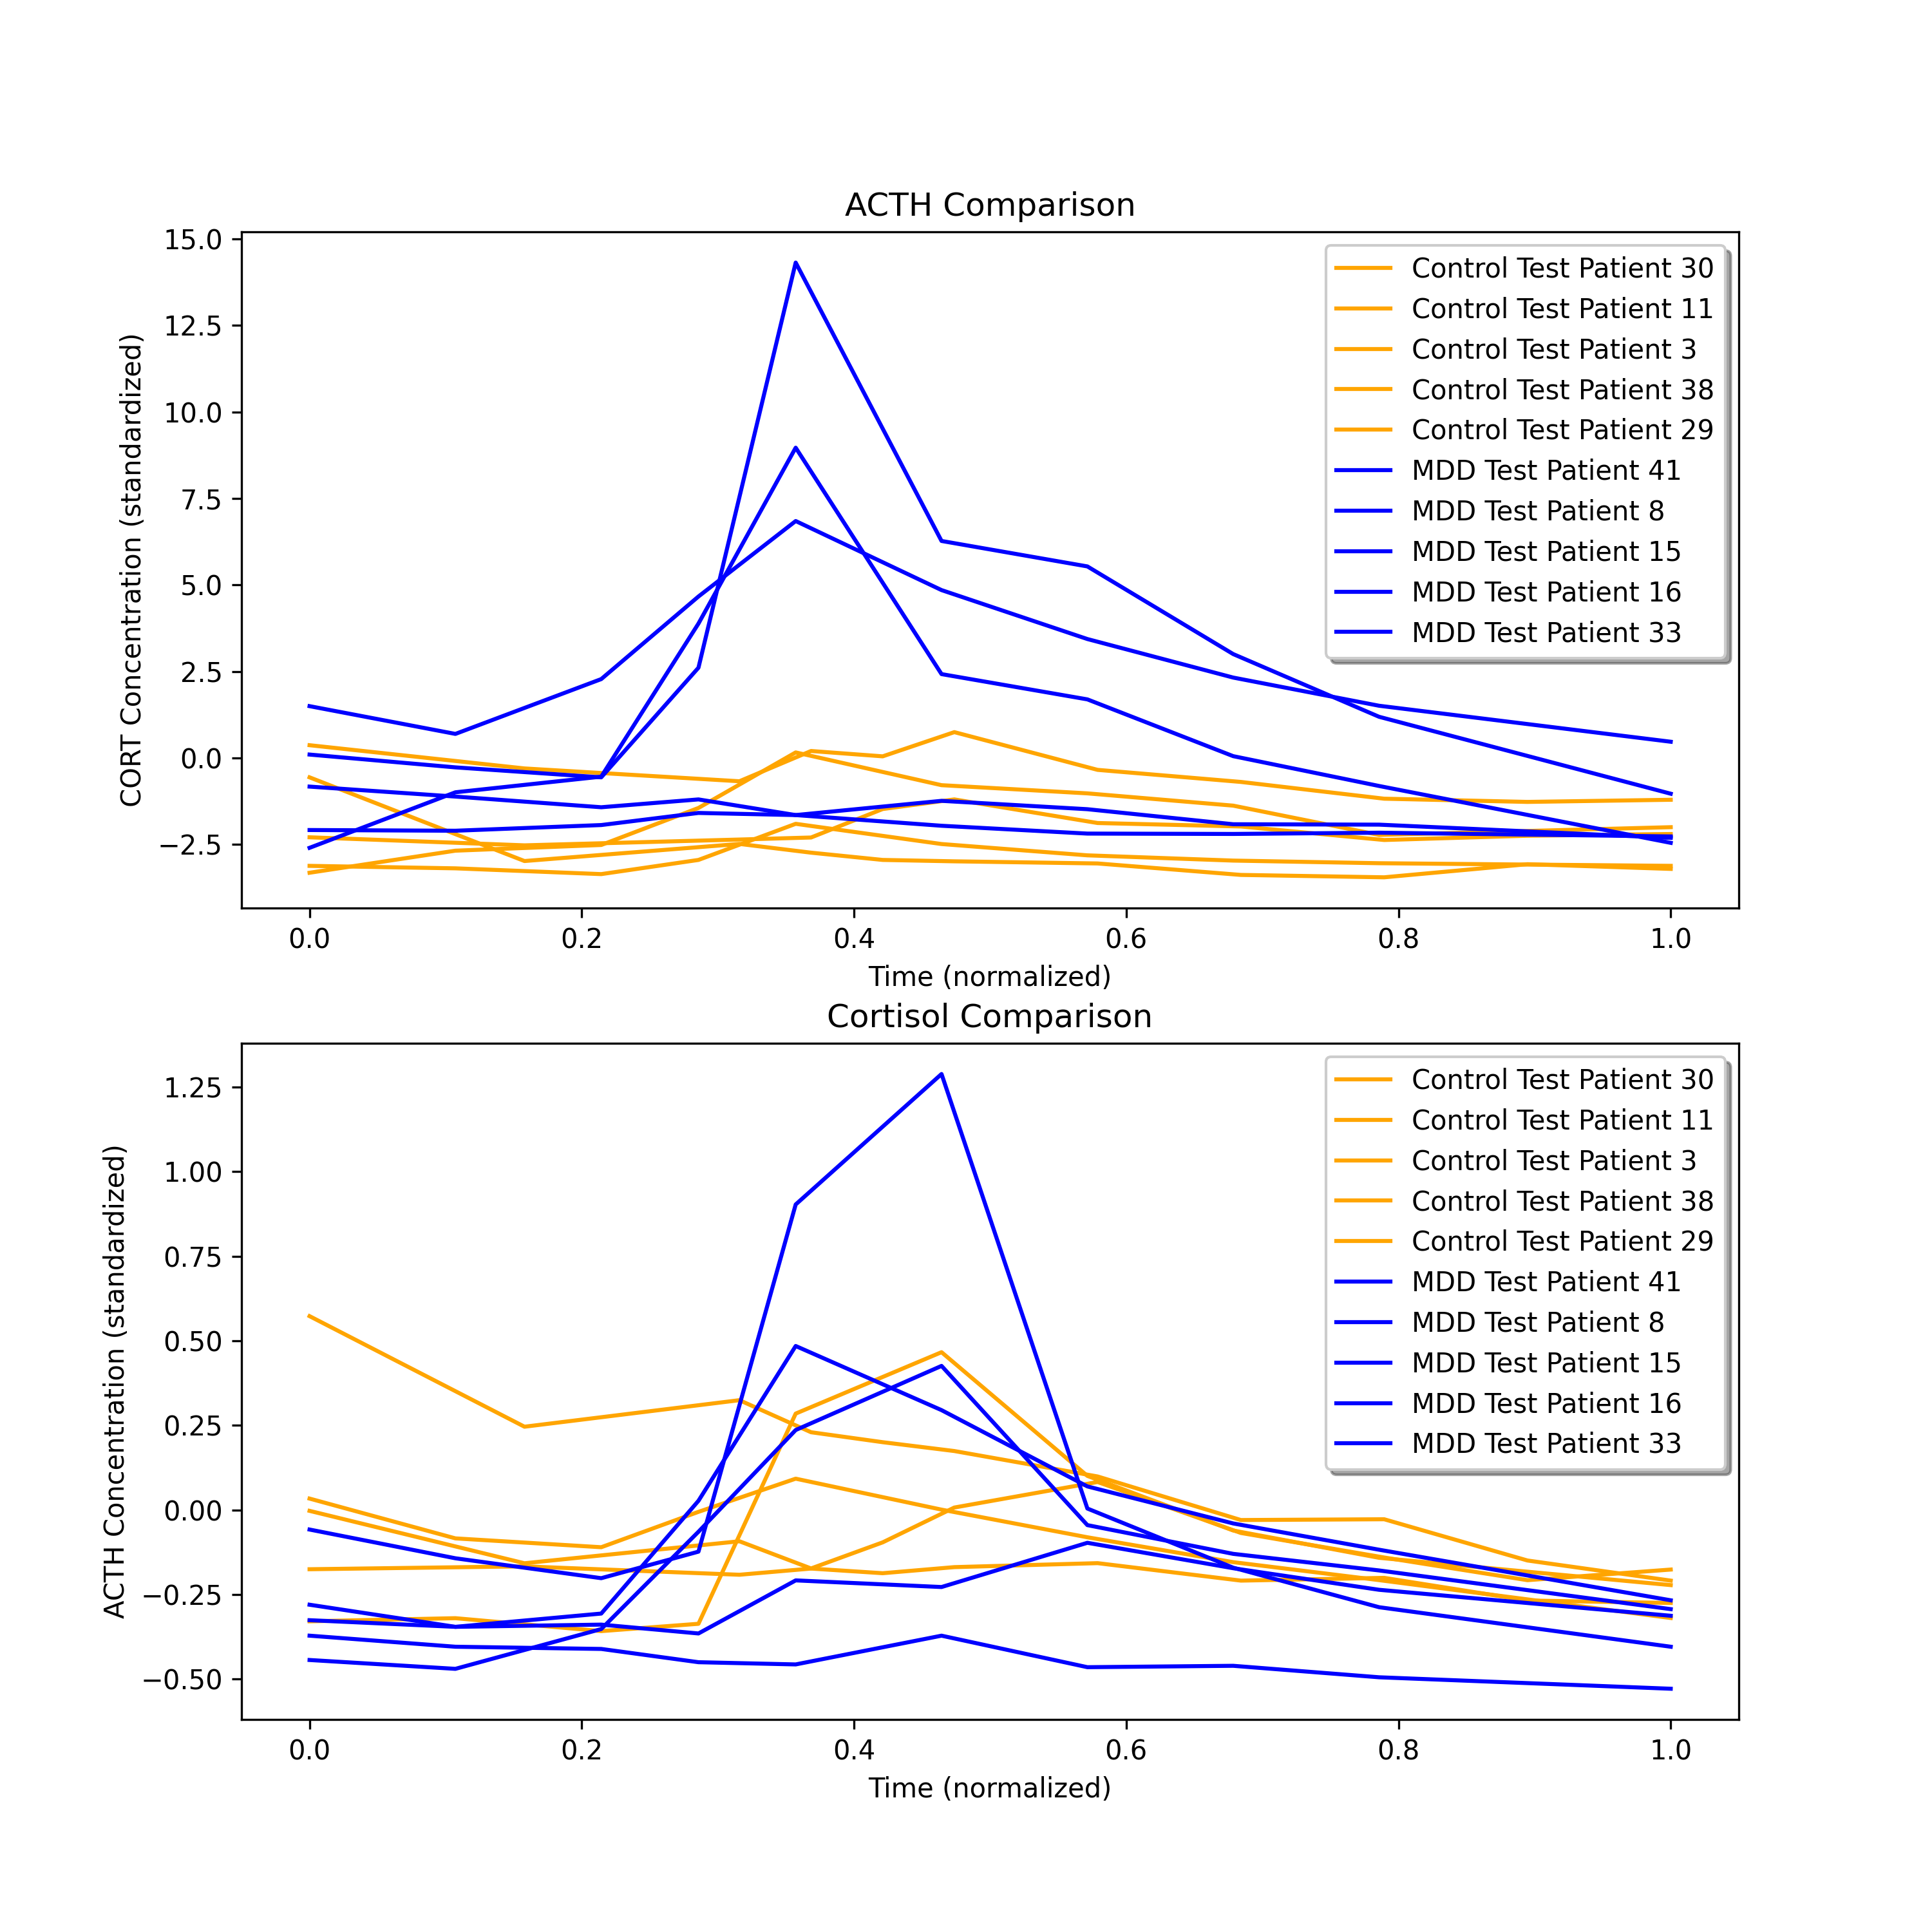 ACTH Comparison
CORT Concentration (standardized)
15.0
12.5
10.0
7.5
5.0
2.5
0.0
−2.5
Control Test Patient 30
Control Test Patient 11
Control Test Patient 3
Control Test Patient 38
Control Test Patient 29
MDD Test Patient 41
MDD Test Patient 8
MDD Test Patient 15
MDD Test Patient 16
MDD Test Patient 33
0.0 0.2 0.4 0.6 0.8 1.0
Time (normalized)
Cortisol Comparison
ACTH Concentration (standardized)
1.25
1.00
0.75
0.50
0.25
0.00
−0.25
−0.50
Control Test Patient 30
Control Test Patient 11
Control Test Patient 3
Control Test Patient 38
Control Test Patient 29
MDD Test Patient 41
MDD Test Patient 8
MDD Test Patient 15
MDD Test Patient 16
MDD Test Patient 33
0.0 0.2 0.4 0.6 0.8 1.0
Time (normalized)